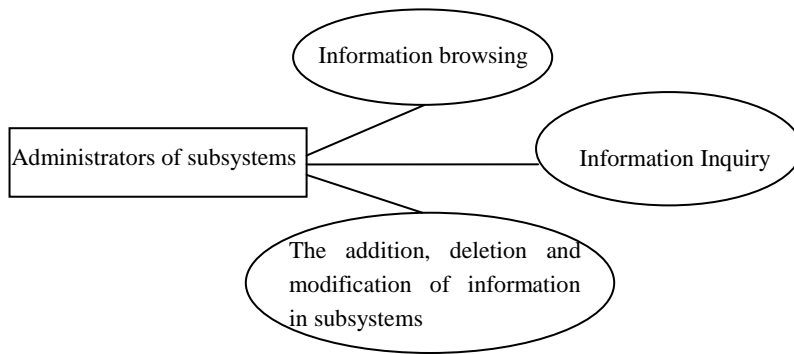 Information browsing
Administrators of subsystems
Information Inquiry
The addition, deletion and
modification of information
in subsystems